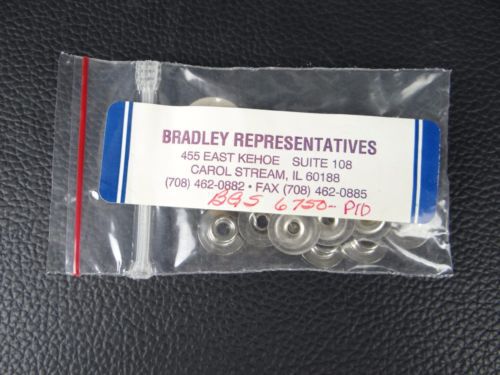 BRADLEY REPRESENTATIVES
455 EAST KEHOE SUITE 108
CAROL STREAM, IL 60188
(708) 462-0882 • FAX (708) 462-0885
BGS 6750-P10